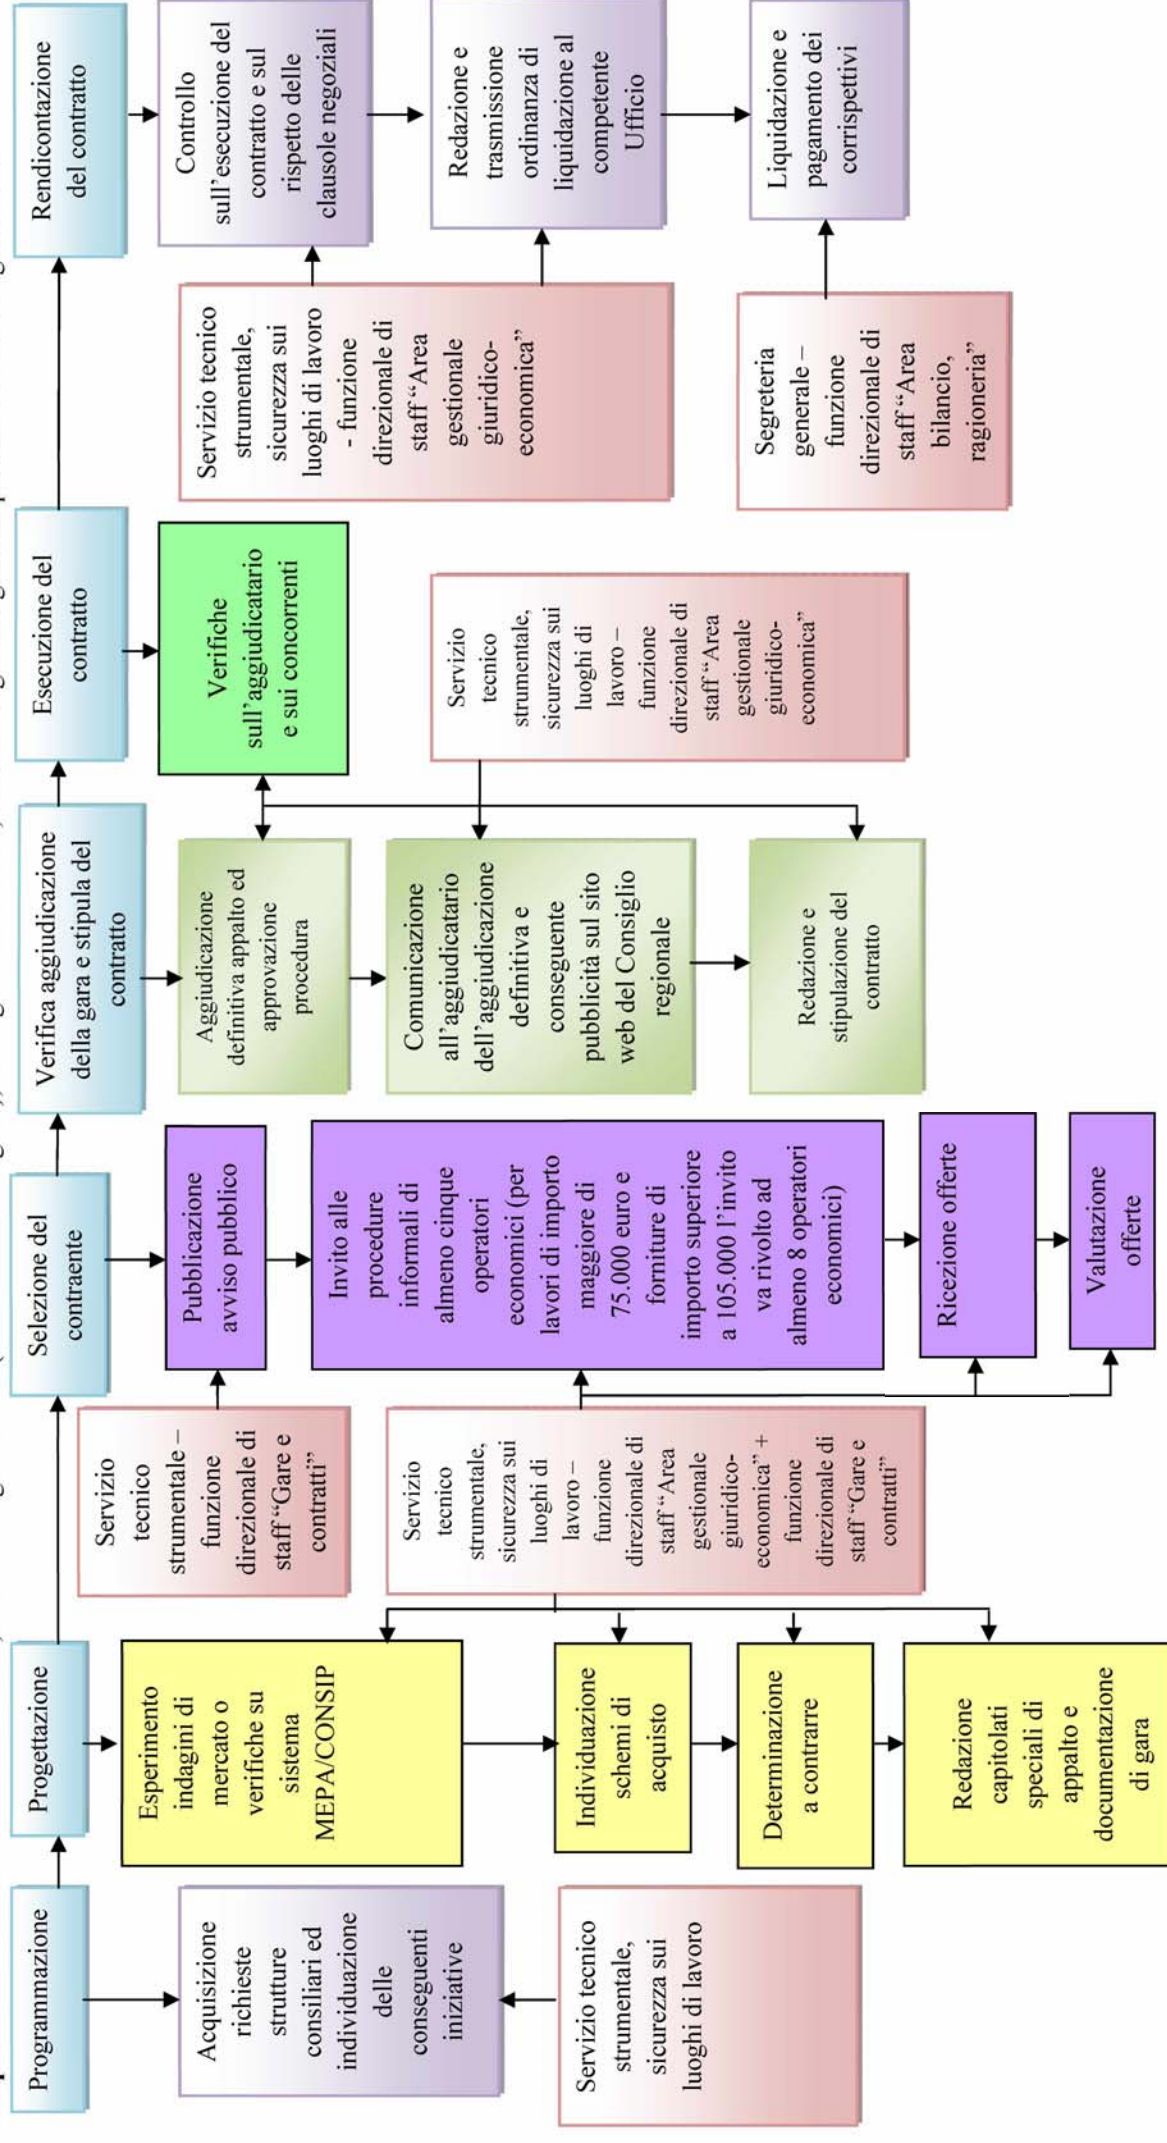 Programmazione
Acquisizione
richieste
strutture
consiliari ed
individuazione
delle
conseguenti
iniziative
Servizio tecnico
strumentale,
sicurezza sui
luoghi di lavoro
Progettazione
Esperimento
indagini di
mercato o
verifiche su
sistema
MEPA/CONSIP
Individuazione
schemi di
acquisto
Determinazione
a contrarre
Redazione
capitolati
speciali di
appalto e
documentazione
di gara
Servizio
tecnico
strumentale –
funzione
direzionale di
staff “Gare e
contratti”
Servizio
tecnico
strumentale,
sicurezza sui
luoghi di
lavoro –
funzione
direzionale di
staff “Area
gestionale
giuridico-
economica” +
funzione
direzionale di
staff “Gare e
contratti”
Selezione del
contraente
Pubblicazione
avviso pubblico
Invito alle
procedure
informali di
almeno cinque
operatori
economici (per
lavori di importo
maggiore di
75.000 euro e
forniture di
importo superiore
a 105.000 l’invito
va rivolto ad
almeno 8 operatori
economici)
Ricezione offerte
Valutazione
offerte
Verifica aggiudicazione
della gara e stipula del
contratto
Aggiudicazione
definitiva appalto ed
approvazione
procedura
Comunicazione
all’aggiudicatario
dell’aggiudicazione
definitiva e
conseguente
pubblicità sul sito
web del Consiglio
regionale
Redazione e
stipulazione del
contratto
Esecuzione del
contratto
Verifiche
sull’aggiudicatario
e sui concorrenti
Servizio
tecnico
strumentale,
sicurezza sui
luoghi di
lavoro –
funzione
direzionale di
staff “Area
gestionale
giuridico-
economica”
Rendicontazione
del contratto
Controllo
sull’esecuzione del
contratto e sul
rispetto delle
clausole negoziali
Redazione e
trasmissione
ordinanza di
liquidazione al
competente
Ufficio
Liquidazione e
pagamento dei
corrispettivi
Servizio tecnico
strumentale,
sicurezza sui
luoghi di lavoro
- funzione
direzionale di
staff “Area
gestionale
giuridico-
economica”
Segreteria
generale –
funzione
direzionale di
staff “Area
bilancio,
ragioneria”